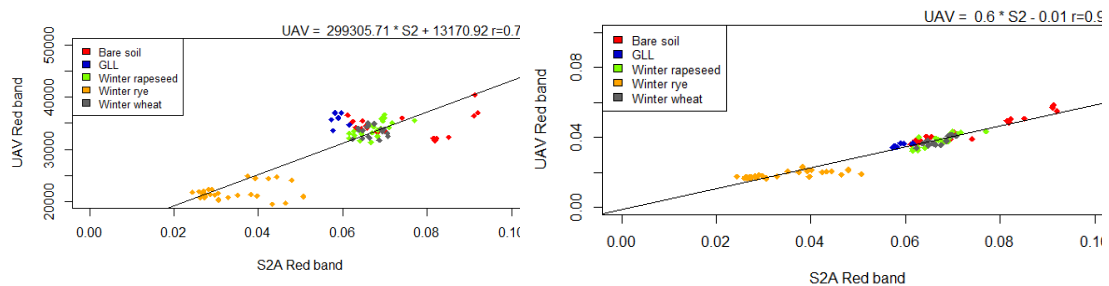 UAV = 299305.71 * S2 + 13170.92 r=0.7
Bare soil
GLL
Winter rapeseed
Winter rye
Winter wheat
UAV Red band
50000
40000
30000
20000
0.00
0.02
0.04
0.06
0.08
0.10
S2A Red band
UAV = 0.6 * S2 - 0.01 r=0.9
Bare soil
GLL
Winter rapeseed
Winter rye
Winter wheat
UAV Red band
0.08
0.04
0.00
0.00
0.02
0.04
0.06
0.08
0.10
S2A Red band